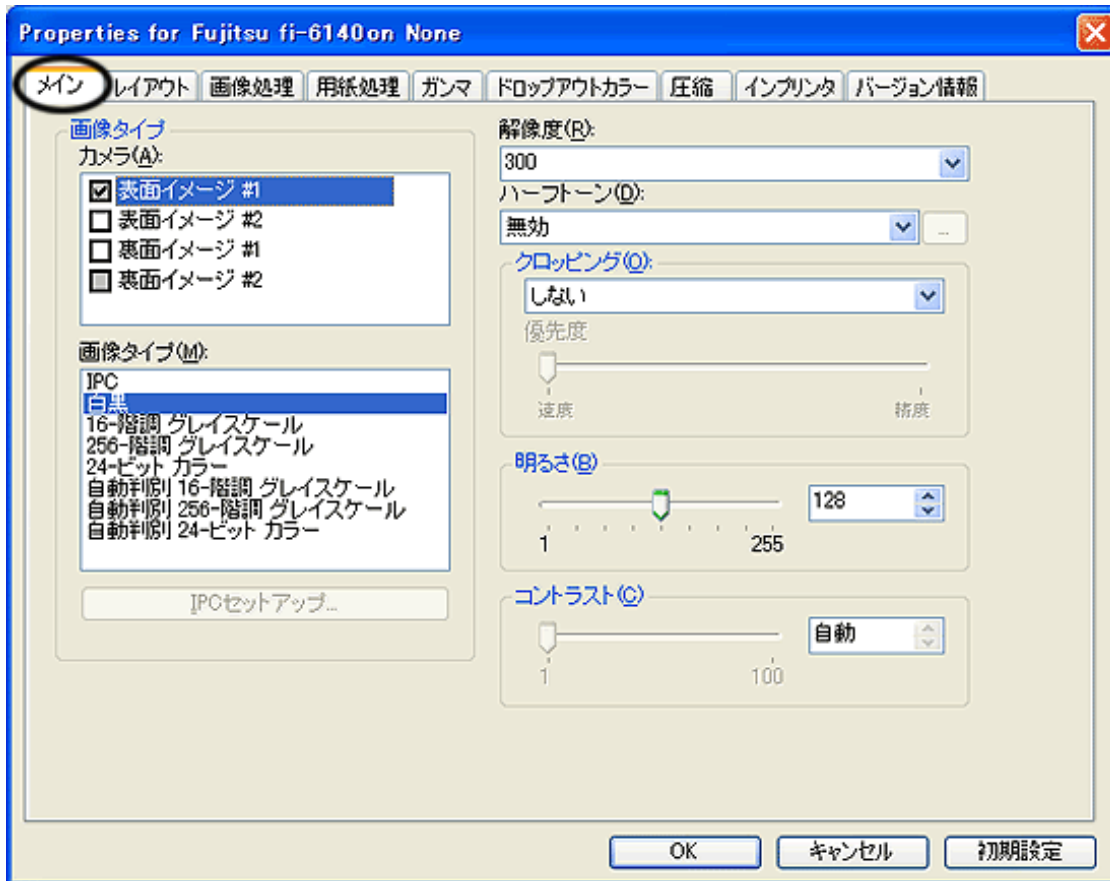 Properties for Fujitsu fi-6140on None
メイン レイアウト 画像処理 用紙処理 ガンマ ドロップアウトカラー 圧縮 インプリンタ バージョン情報
画像タイプ
カメラ(A):
表面イメージ #1
表面イメージ #2
裏面イメージ #1
裏面イメージ #2
画像タイプ(M):
IPC
白黒
16-階調 グレイスケール
256-階調 グレイスケール
24-ビット カラー
自動判別 16-階調 グレイスケール
自動判別 256-階調 グレイスケール
自動判別 24-ビット カラー
IPCセットアップ...
解像度(R):
300
ハーフトーン(D):
無効
...
クロッピング(O):
しない
優先度
速度 精度
明るさ(B)
128
1 255
コントラスト(C)
自動
1 100
OK キャンセル 初期設定